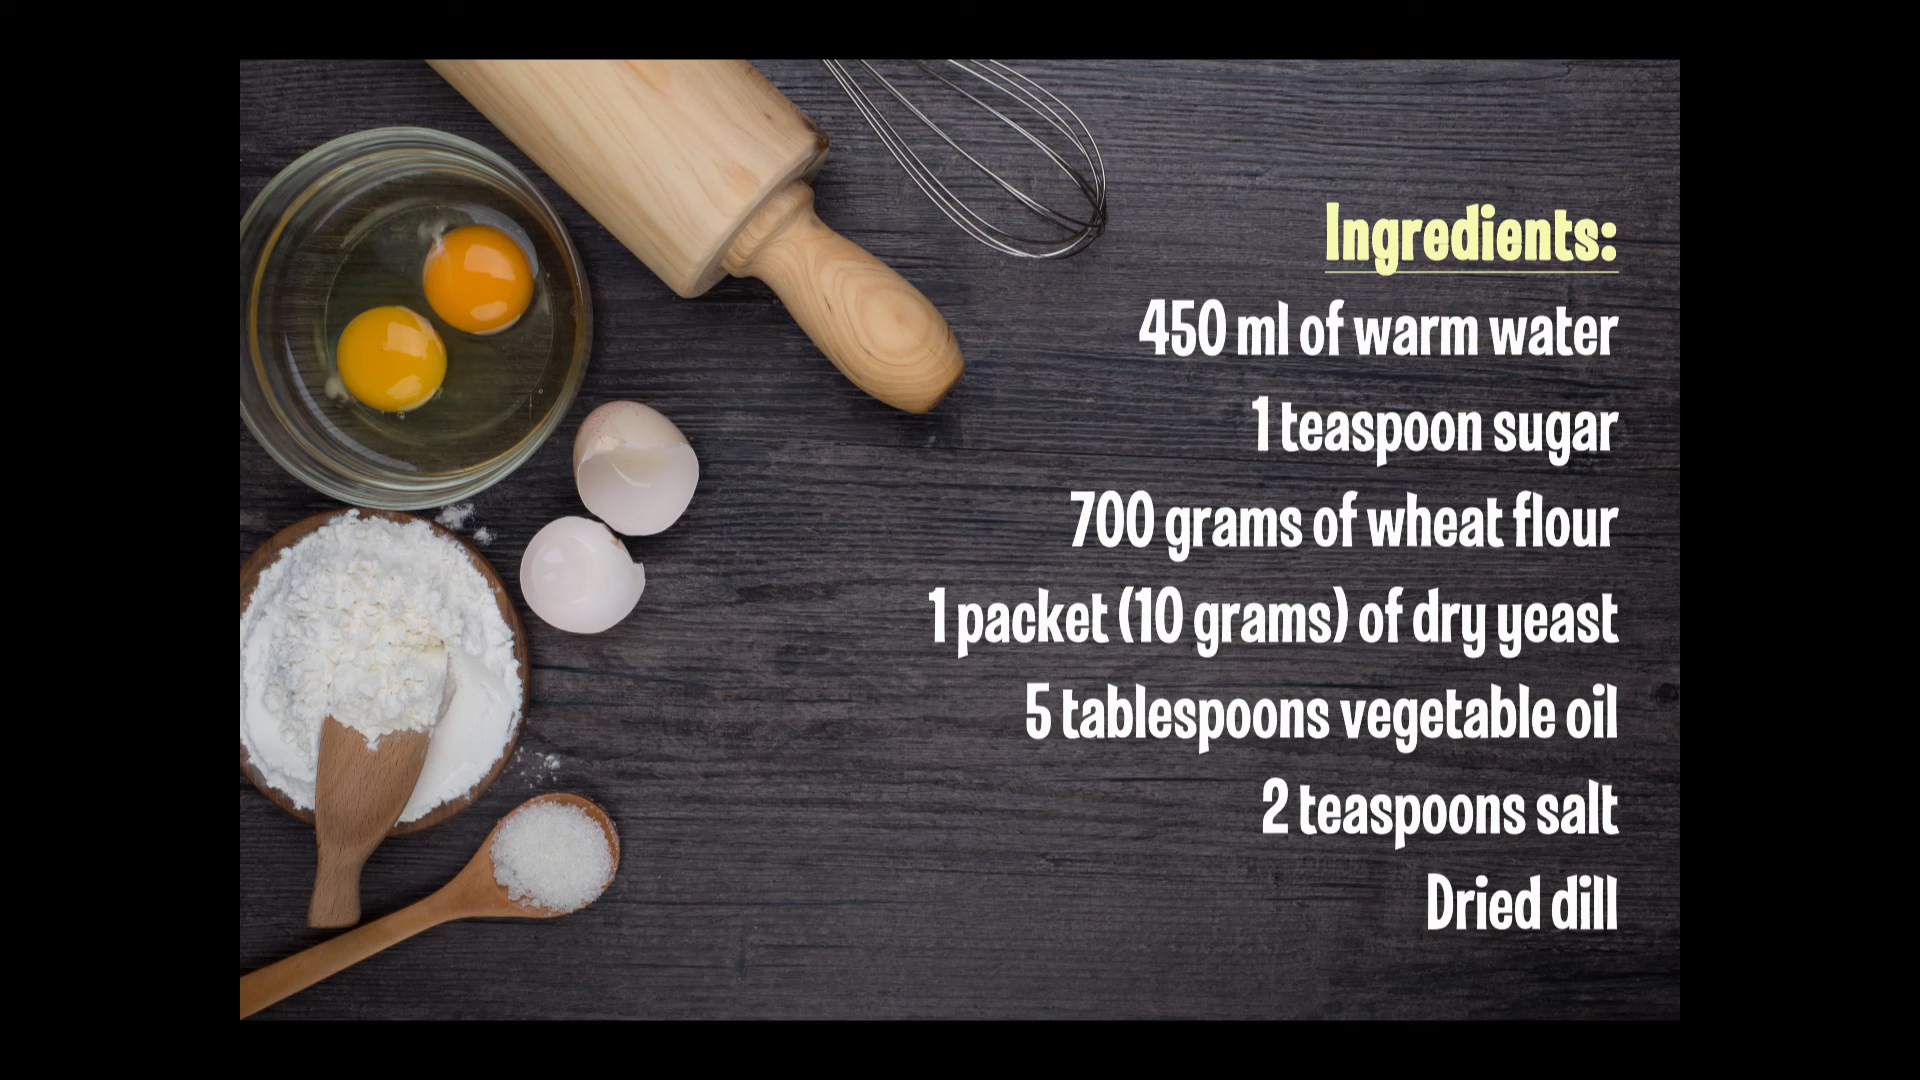 Ingredients:
450 ml of warm water
1 teaspoon sugar
700 grams of wheat flour
1 packet (10 grams) of dry yeast
5 tablespoons vegetable oil
2 teaspoons salt
Dried dill